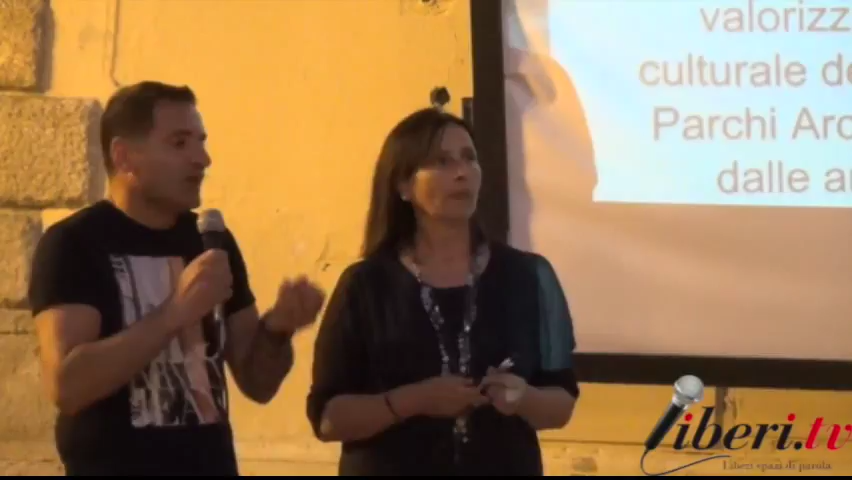 valorizz
culturale de
Parchi Arc
dalle a
liberi.tv
Liberi spazi di parola